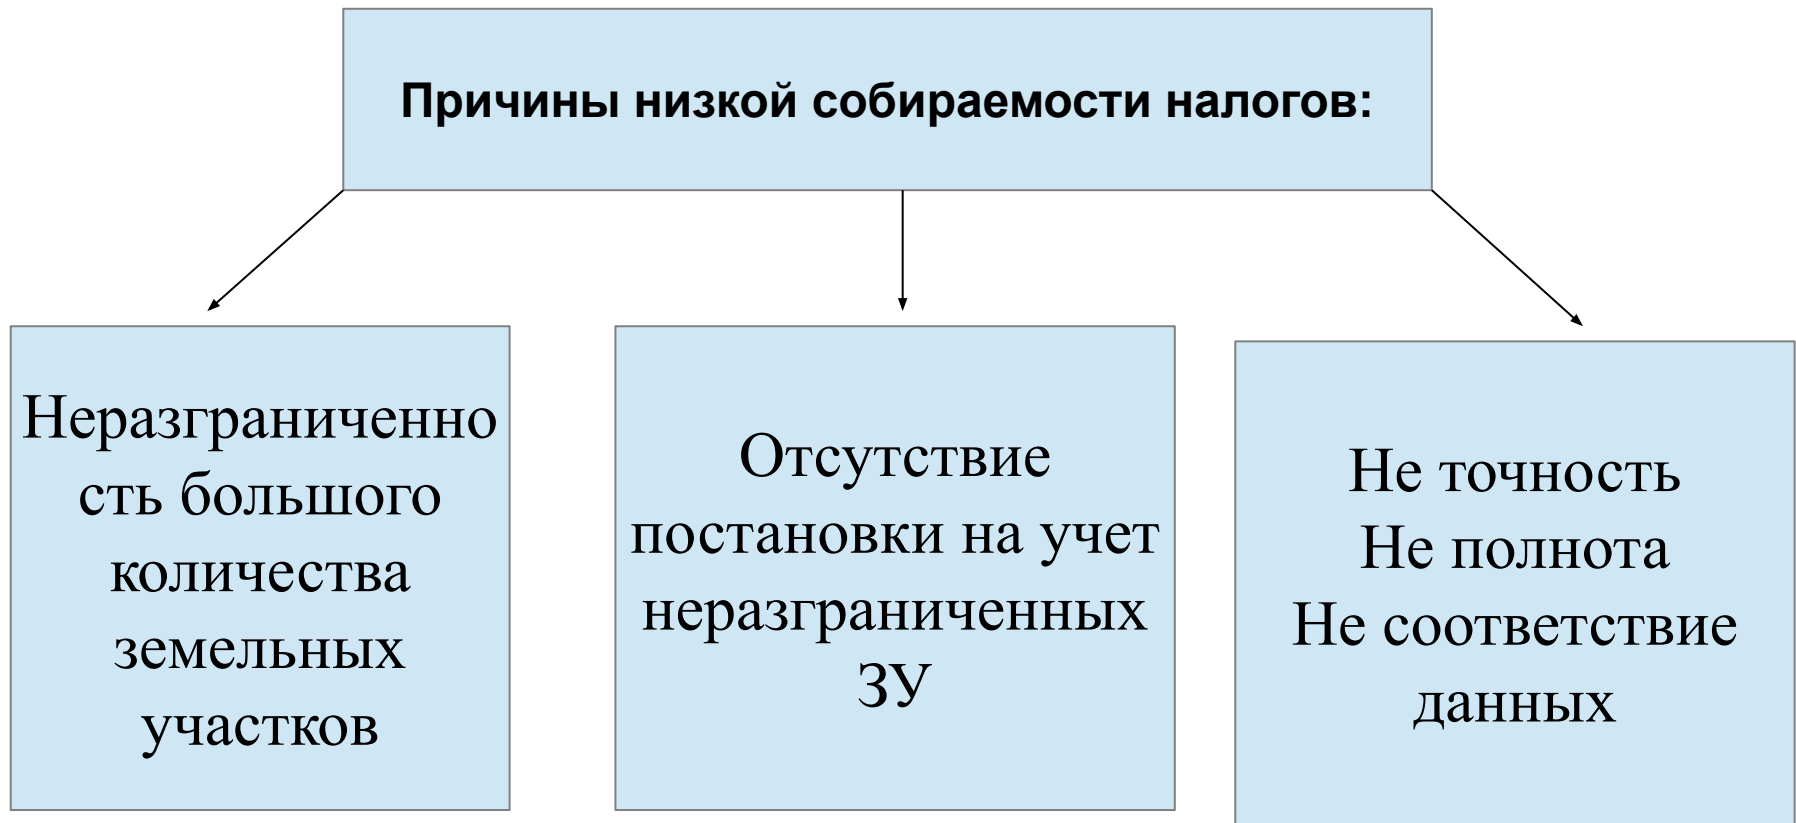 Причины низкой собираемости налогов:
Неразграниченно
сть большого
количества
земельных
участков
Отсутствие
постановки на учет
неразграниченных
ЗУ
Не точность
Не полнота
Не соответствие
данных